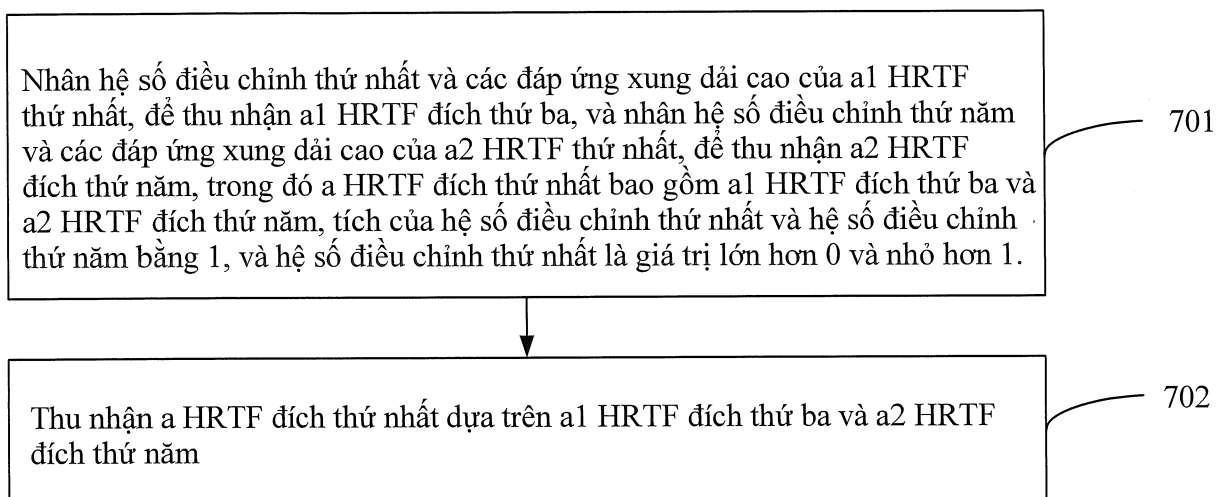 Nhân hệ số điều chỉnh thứ nhất và các đáp ứng xung dải cao của a1 HRTF
thứ nhất, để thu nhận a1 HRTF đích thứ ba, và nhân hệ số điều chỉnh thứ năm
và các đáp ứng xung dải cao của a2 HRTF thứ nhất, để thu nhận a2 HRTF
đích thứ năm, trong đó a HRTF đích thứ nhất bao gồm a1 HRTF đích thứ ba và
a2 HRTF đích thứ năm, tích của hệ số điều chỉnh thứ nhất và hệ số điều chỉnh
thứ năm bằng 1, và hệ số điều chỉnh thứ nhất là giá trị lớn hơn 0 và nhỏ hơn 1.
701
Thu nhận a HRTF đích thứ nhất dựa trên a1 HRTF đích thứ ba và a2 HRTF
đích thứ năm
702